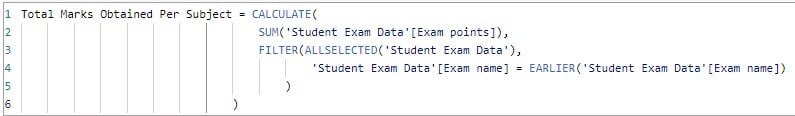 1 Total Marks Obtained Per Subject = CALCULATE(
2 SUM('Student Exam Data'[Exam points]),
3 FILTER(ALLSELECTED('Student Exam Data'),
4 'Student Exam Data'[Exam name] = EARLIER('Student Exam Data'[Exam name])
5 )
6 )